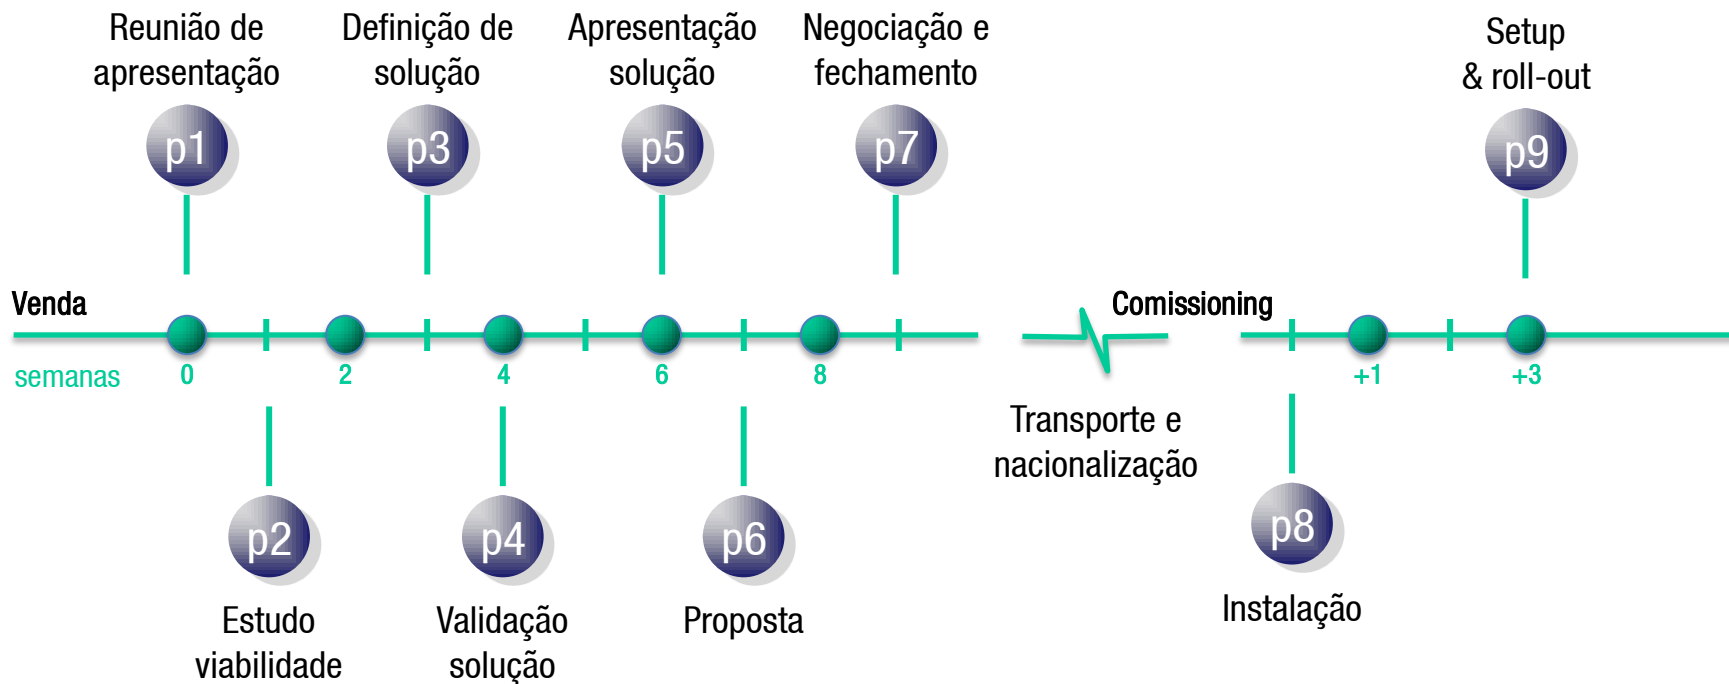 Reunião de
apresentação
Definição de
solução
Apresentação
solução
Negociação e
fechamento
Setup
& roll-out
p1
p3
p5
p7
p9
Venda
Comissioning
semanas
0
2
4
6
8
+1
+3
Transporte e
nacionalização
p2
p4
p6
p8
Estudo
viabilidade
Validação
solução
Proposta
Instalação